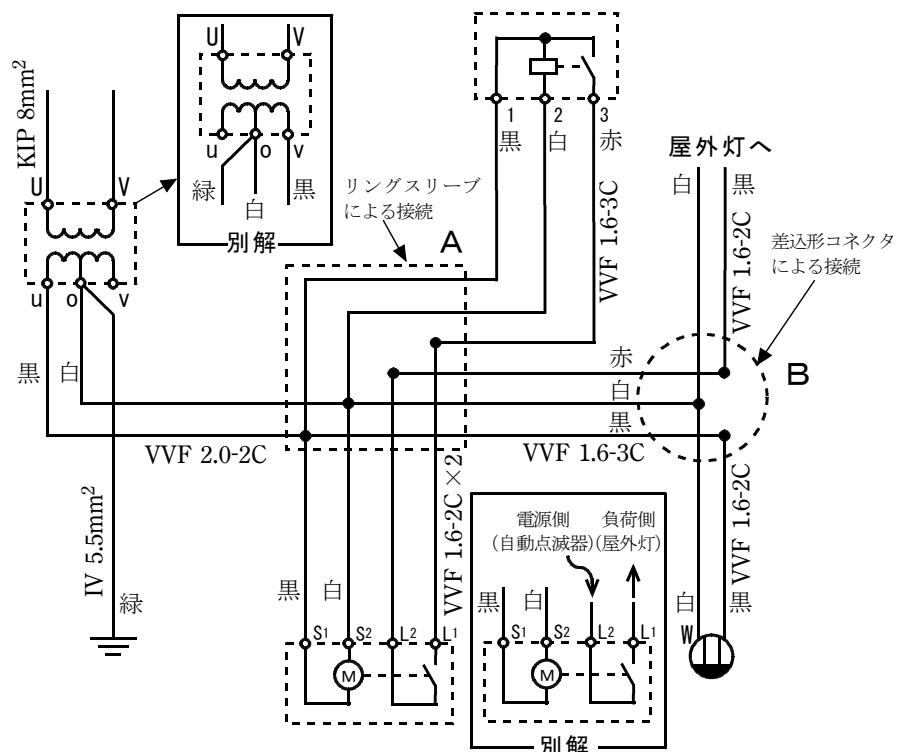 KIP 8mm²
U
V
u
o
v
U
V
u
o
v
緑
白
黒
別解
リングスリーブ
による接続
A
1
2
3
黒
白
赤
VVF 1.6-3C
屋外灯へ
白
黒
VVF 1.6-2C
差込形コネクタ
による接続
B
赤
白
黒
黒
白
VVF 2.0-2C
VVF 1.6-3C
IV 5.5mm²
緑
VVF 1.6-2C×2
黒
白
S1
S2
L2
L1
M
電源側
(自動点滅器)
負荷側
(屋外灯)
黒
白
S1
S2
L2
L1
M
別解
VVF 1.6-2C
白
黒
W